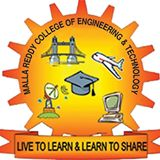 MALLA REDDY COLLEGE OF ENGINEERING & TECHNOLOGY
LIVE TO LEARN & LEARN TO SHARE